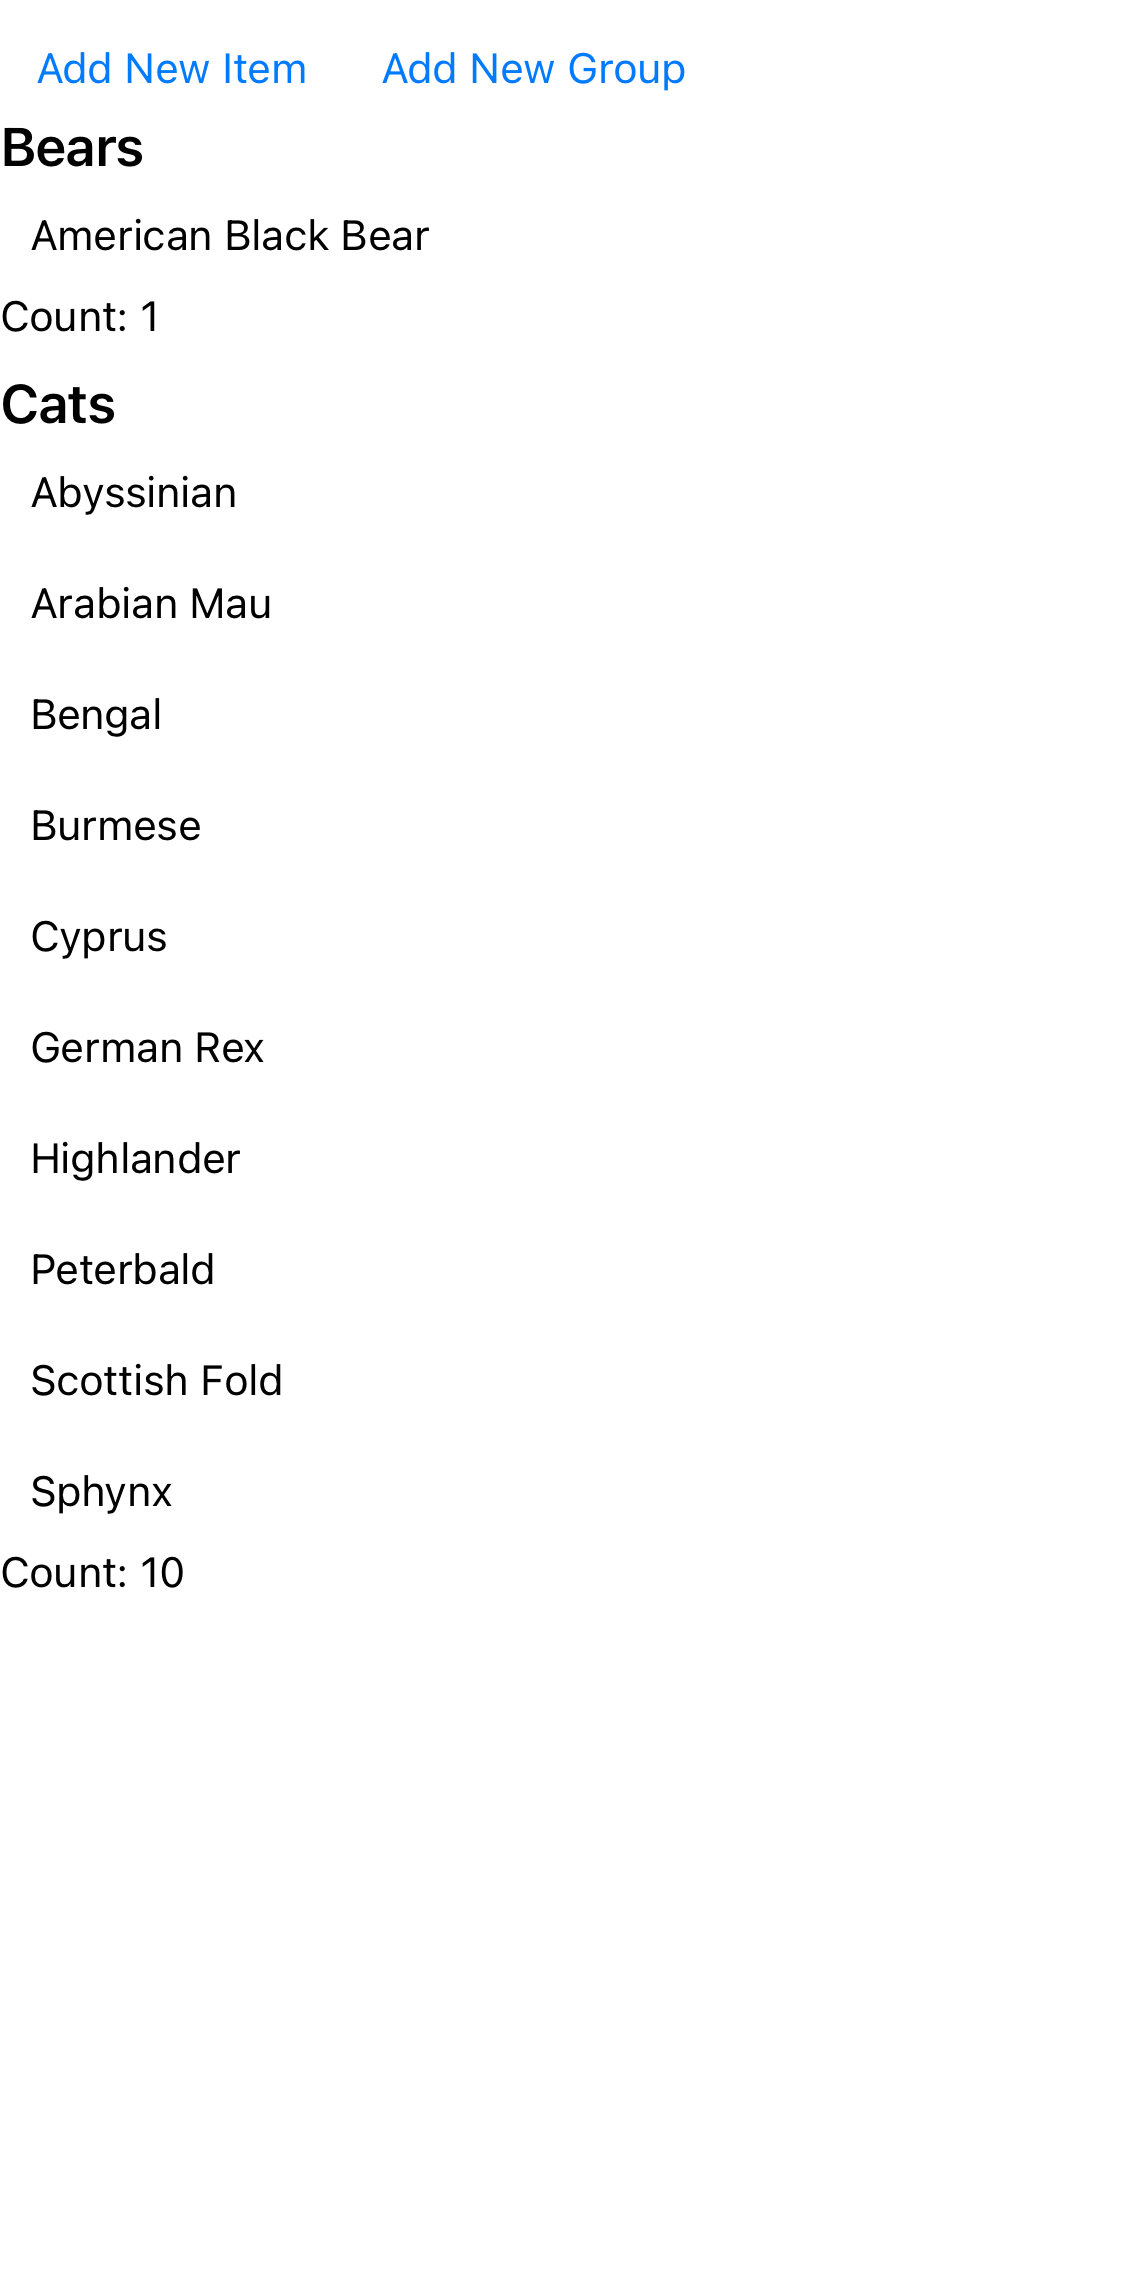 Add New Item Add New Group
Bears
American Black Bear
Count: 1
Cats
Abyssinian
Arabian Mau
Bengal
Burmese
Cyprus
German Rex
Highlander
Peterbald
Scottish Fold
Sphynx
Count: 10